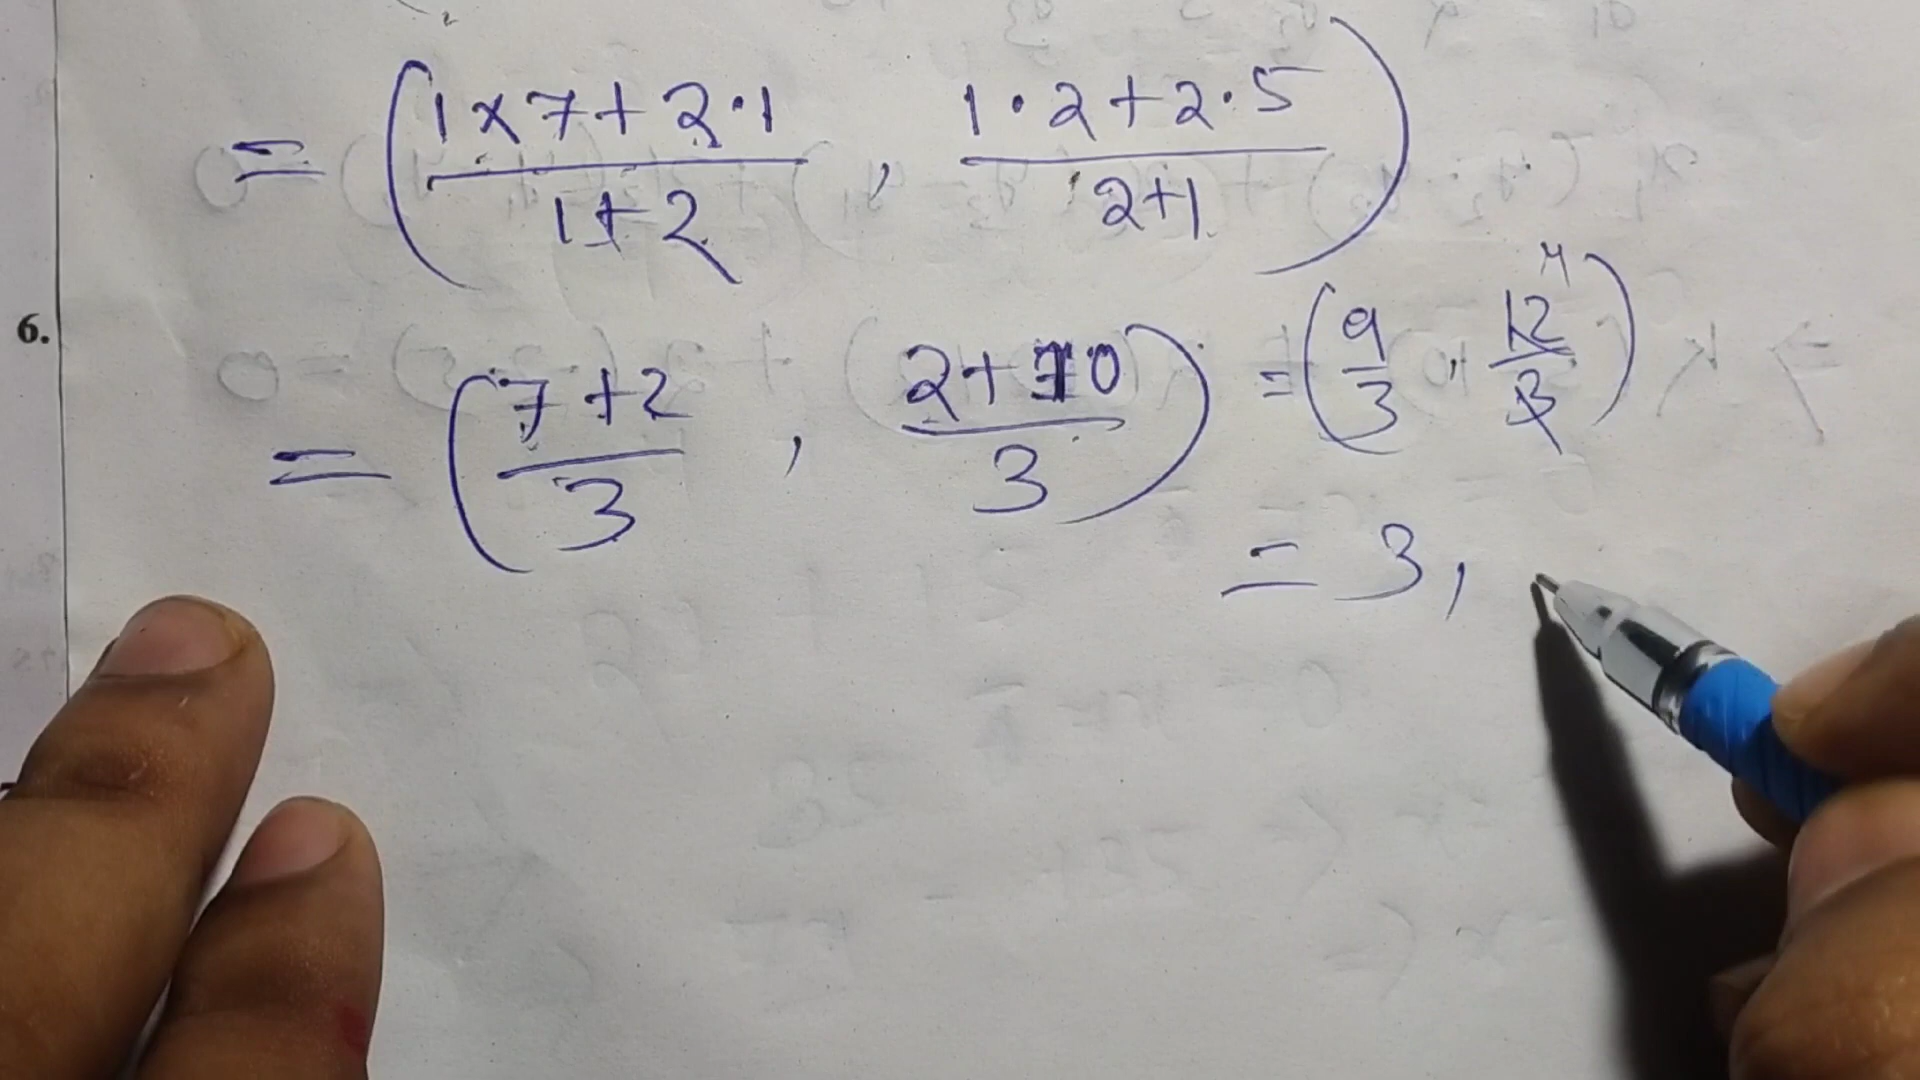 = (1×7+2·1/1+2 , 1·2+2·5/2+1)
6.
= (7+2/3 , 2+10/3) = (9/3 , 12/3) 4
= 3,